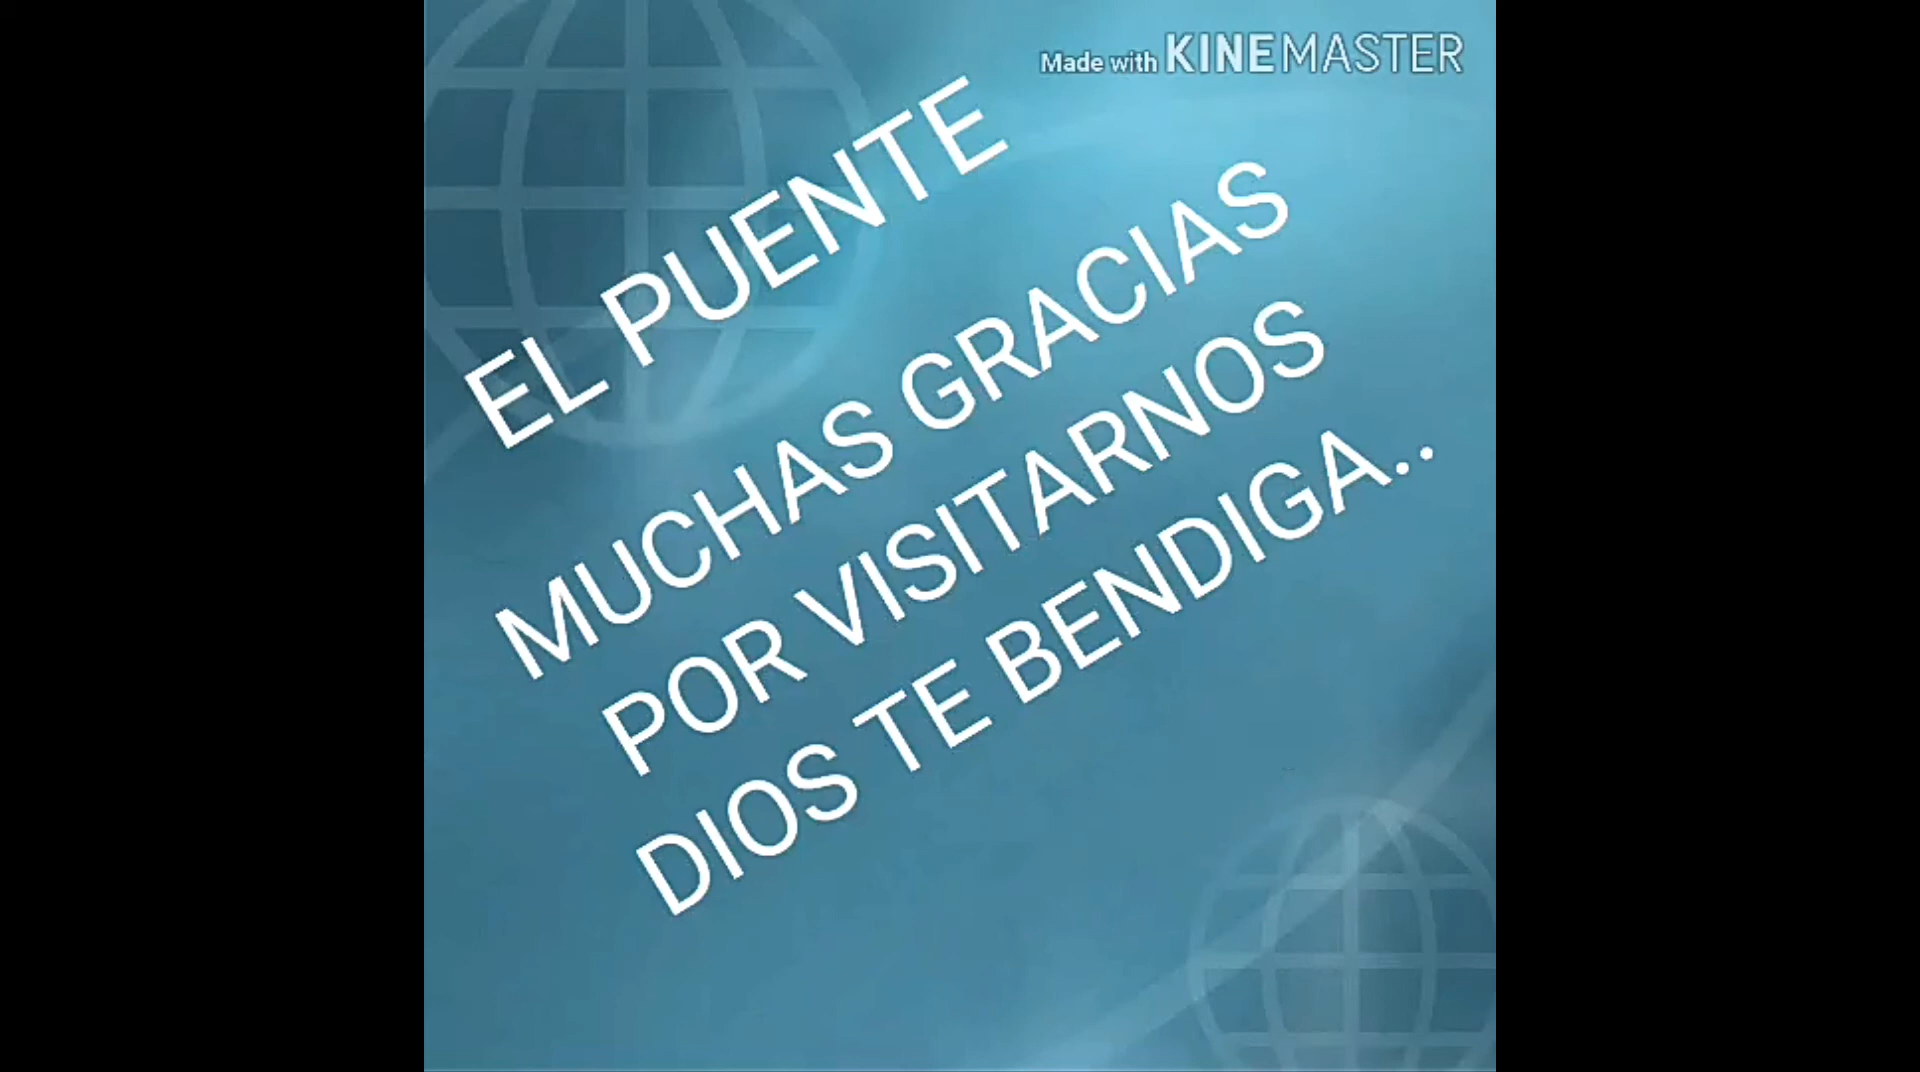 Made with KINEMASTER
EL PUENTE
MUCHAS GRACIAS
POR VISITARNOS
DIOS TE BENDIGA..